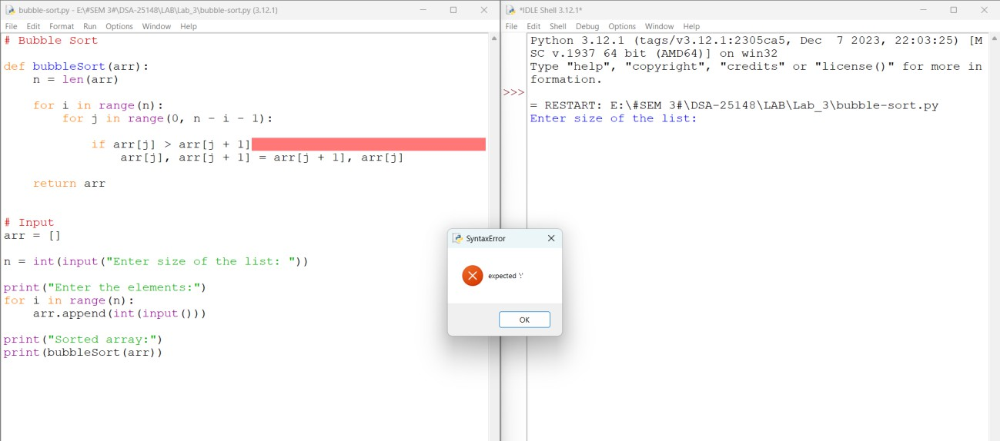 bubble-sort.py - E:\#SEM 3#\DSA-25148\LAB\Lab_3\bubble-sort.py (3.12.1)
File Edit Format Run Options Window Help
# Bubble Sort
def bubbleSort(arr):
    n = len(arr)
    for i in range(n):
        for j in range(0, n - i - 1):
            if arr[j] > arr[j + 1]
                arr[j], arr[j + 1] = arr[j + 1], arr[j]
    return arr
# Input
arr = []
n = int(input("Enter size of the list: "))
print("Enter the elements:")
for i in range(n):
    arr.append(int(input()))
print("Sorted array:")
print(bubbleSort(arr))
*IDLE Shell 3.12.1*
File Edit Shell Debug Options Window Help
Python 3.12.1 (tags/v3.12.1:2305ca5, Dec  7 2023, 22:03:25) [M
SC v.1937 64 bit (AMD64)] on win32
Type "help", "copyright", "credits" or "license()" for more in
formation.
>>>
= RESTART: E:\#SEM 3#\DSA-25148\LAB\Lab_3\bubble-sort.py
Enter size of the list:
SyntaxError
expected ':'
OK